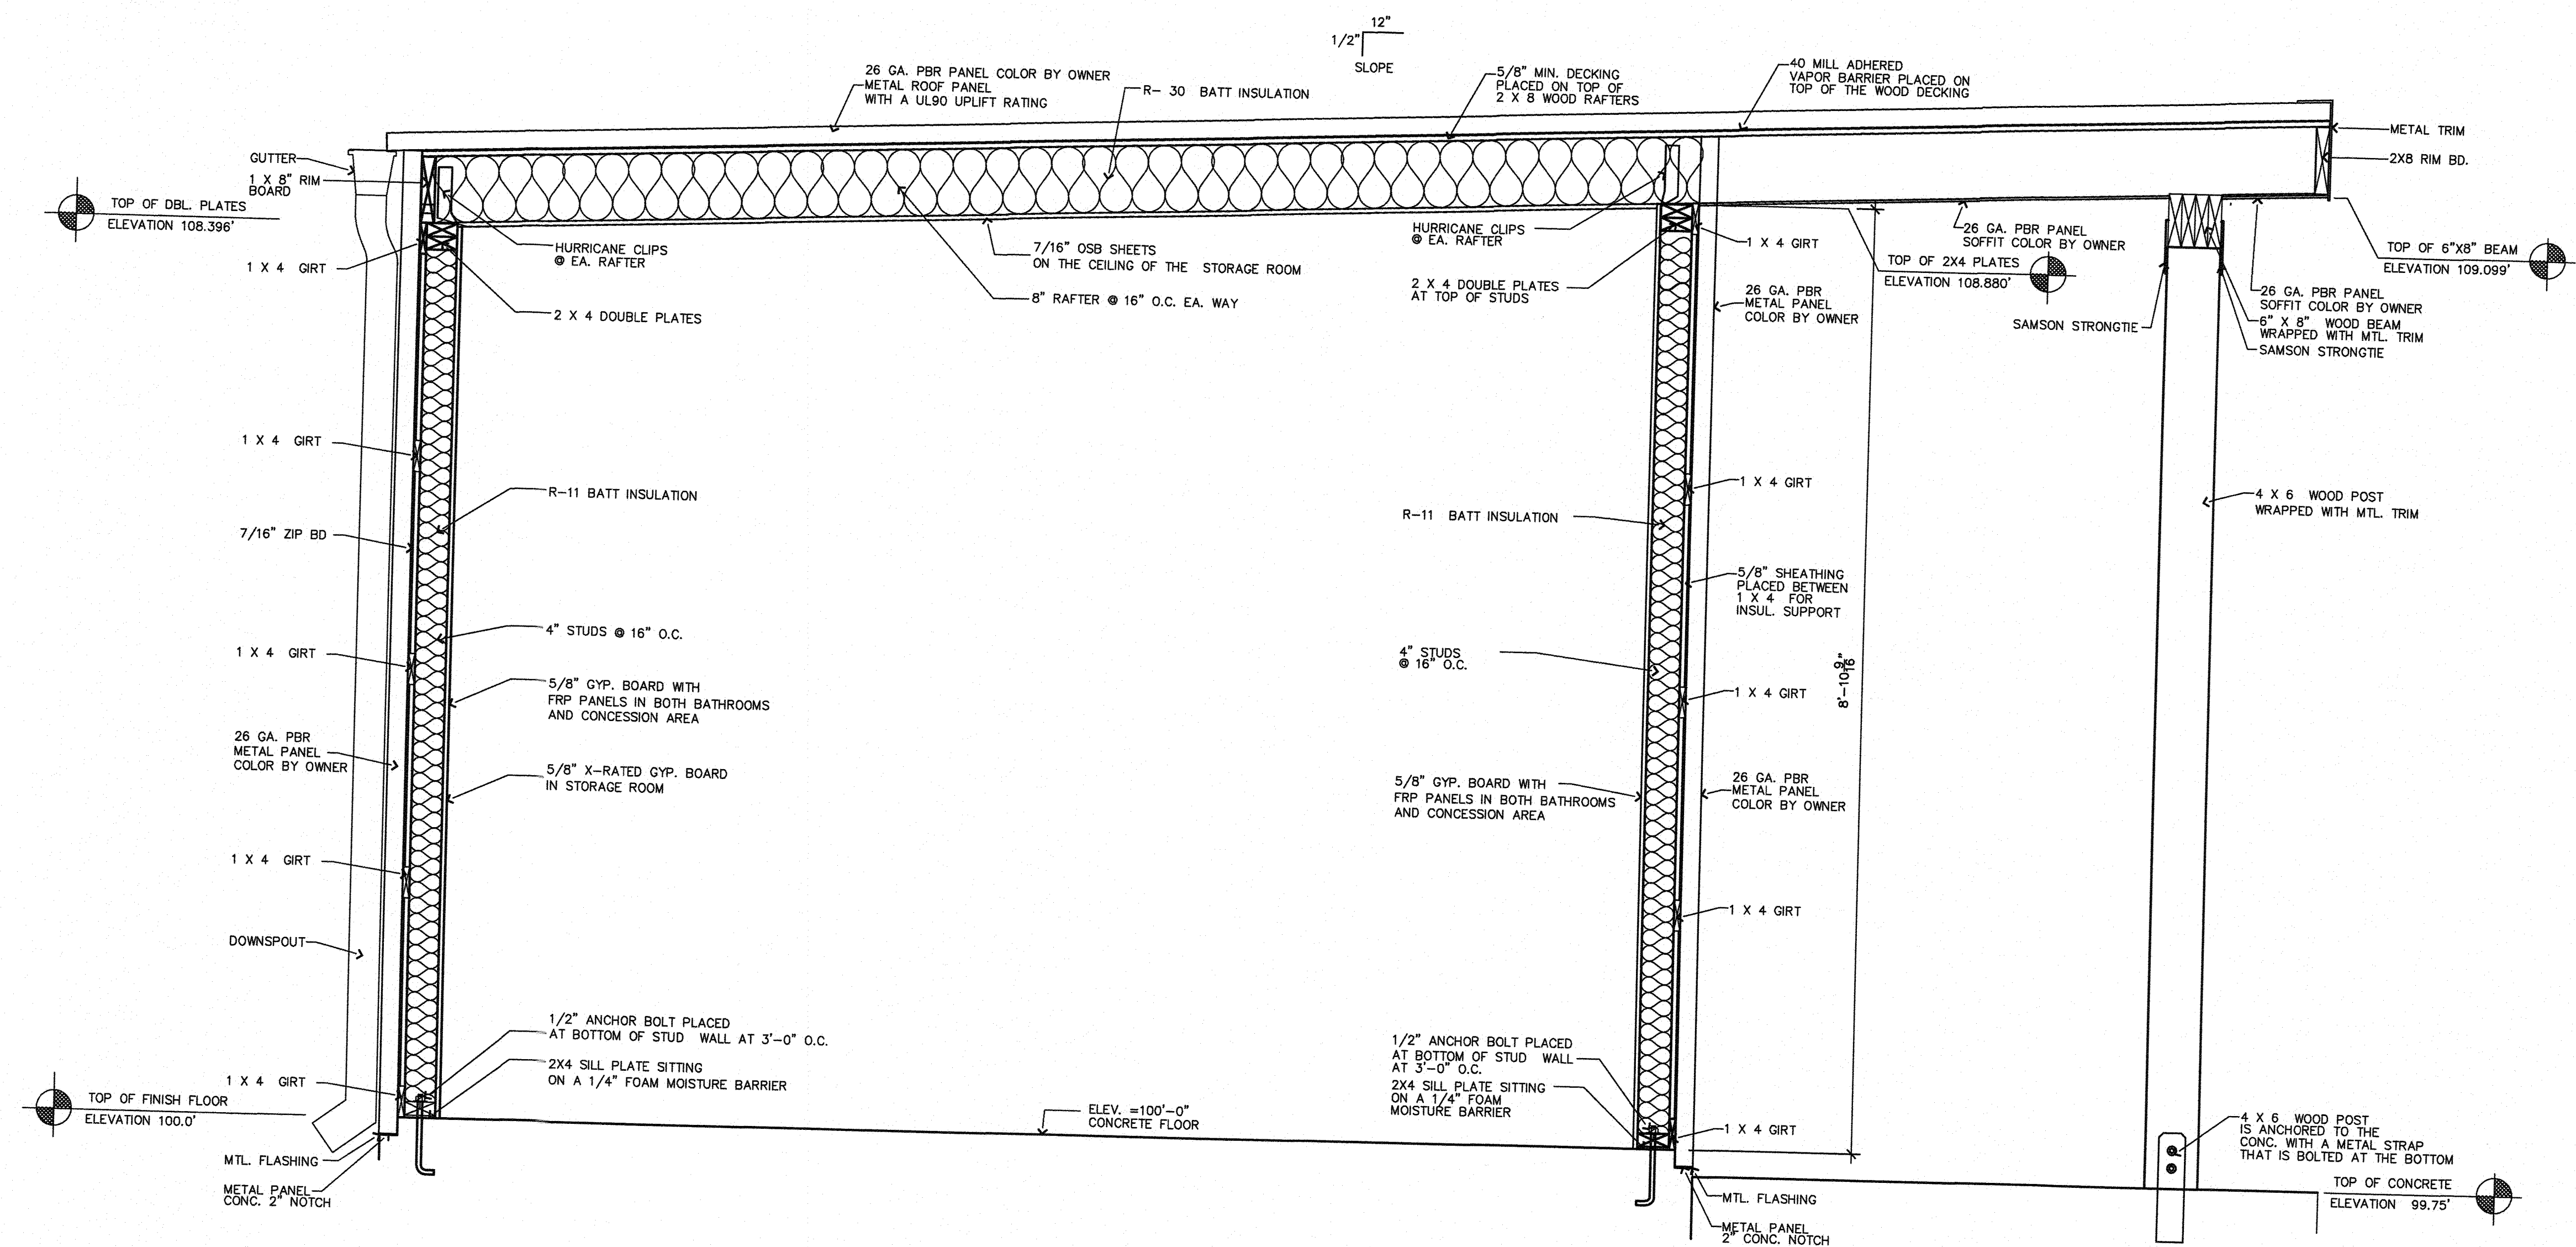 12"
1/2"
SLOPE
26 GA. PBR PANEL COLOR BY OWNER
METAL ROOF PANEL
WITH A UL90 UPLIFT RATING
R- 30 BATT INSULATION
5/8" MIN. DECKING
PLACED ON TOP OF
2 X 8 WOOD RAFTERS
40 MILL ADHERED
VAPOR BARRIER PLACED ON
TOP OF THE WOOD DECKING
METAL TRIM
2X8 RIM BD.
GUTTER
1 X 8" RIM
BOARD
TOP OF DBL. PLATES
ELEVATION 108.396'
1 X 4 GIRT
HURRICANE CLIPS
@ EA. RAFTER
2 X 4 DOUBLE PLATES
7/16" OSB SHEETS
ON THE CEILING OF THE STORAGE ROOM
8" RAFTER @ 16" O.C. EA. WAY
HURRICANE CLIPS
@ EA. RAFTER
2 X 4 DOUBLE PLATES
AT TOP OF STUDS
1 X 4 GIRT
26 GA. PBR
METAL PANEL
COLOR BY OWNER
26 GA. PBR PANEL
SOFFIT COLOR BY OWNER
TOP OF 2X4 PLATES
ELEVATION 108.880'
TOP OF 6"X8" BEAM
ELEVATION 109.099'
26 GA. PBR PANEL
SOFFIT COLOR BY OWNER
6" X 8" WOOD BEAM
WRAPPED WITH MTL. TRIM
SAMSON STRONGTIE
SAMSON STRONGTIE
1 X 4 GIRT
R-11 BATT INSULATION
7/16" ZIP BD
4" STUDS @ 16" O.C.
1 X 4 GIRT
5/8" GYP. BOARD WITH
FRP PANELS IN BOTH BATHROOMS
AND CONCESSION AREA
26 GA. PBR
METAL PANEL
COLOR BY OWNER
5/8" X-RATED GYP. BOARD
IN STORAGE ROOM
1 X 4 GIRT
DOWNSPOUT
1 X 4 GIRT
R-11 BATT INSULATION
5/8" SHEATHING
PLACED BETWEEN
1 X 4 FOR
INSUL. SUPPORT
4" STUDS
@ 16" O.C.
1 X 4 GIRT
8'-10 9/16"
5/8" GYP. BOARD WITH
FRP PANELS IN BOTH BATHROOMS
AND CONCESSION AREA
26 GA. PBR
METAL PANEL
COLOR BY OWNER
1 X 4 GIRT
4 X 6 WOOD POST
WRAPPED WITH MTL. TRIM
1/2" ANCHOR BOLT PLACED
AT BOTTOM OF STUD WALL AT 3'-0" O.C.
2X4 SILL PLATE SITTING
ON A 1/4" FOAM MOISTURE BARRIER
1 X 4 GIRT
TOP OF FINISH FLOOR
ELEVATION 100.0'
MTL. FLASHING
METAL PANEL
CONC. 2" NOTCH
ELEV. =100'-0"
CONCRETE FLOOR
1/2" ANCHOR BOLT PLACED
AT BOTTOM OF STUD WALL
AT 3'-0" O.C.
2X4 SILL PLATE SITTING
ON A 1/4" FOAM
MOISTURE BARRIER
1 X 4 GIRT
MTL. FLASHING
METAL PANEL
2" CONC. NOTCH
4 X 6 WOOD POST
IS ANCHORED TO THE
CONC. WITH A METAL STRAP
THAT IS BOLTED AT THE BOTTOM
TOP OF CONCRETE
ELEVATION 99.75'